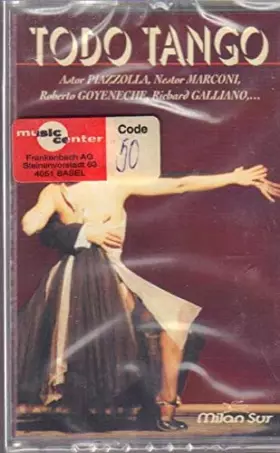 TODO TANGO
Astor PIAZZOLLA, Nestor MARCONI,
Roberto GOYENECHE, Richard GALLIANO,...
music center
Code
50
Frankenbach AG
Steinenvorstadt 63
4051 BASEL
Milan Sur